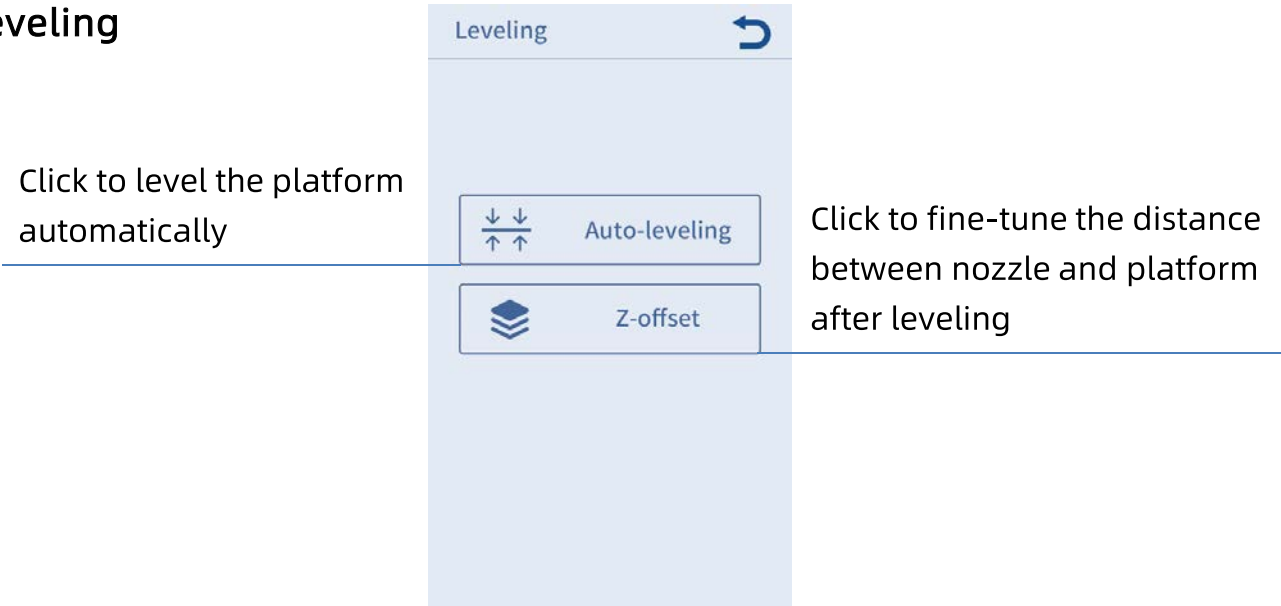 eveling
Leveling
Click to level the platform
automatically
Auto-leveling
Z-offset
Click to fine-tune the distance
between nozzle and platform
after leveling